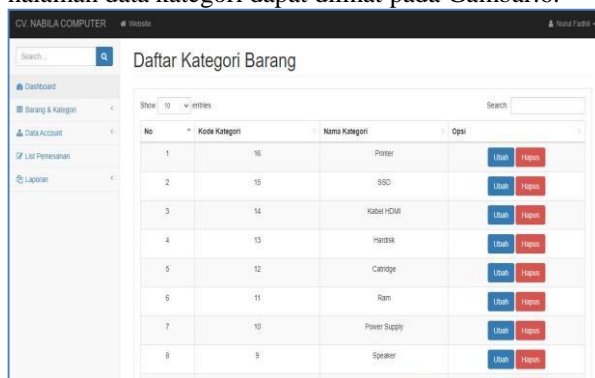 halaman data kategori dapat dilihat pada Gambar.6.
CV. NABILA COMPUTER Website Nurul Fadhil
Search...
Daftar Kategori Barang
Dashboard
Barang & Kategori
Data Account
List Pemesanan
Laporan
Show 10 entries Search:
No Kode Kategori Nama Kategori Opsi
1 16 Printer Ubah Hapus
2 15 SSD Ubah Hapus
3 14 Kabel HDMI Ubah Hapus
4 13 Hardisk Ubah Hapus
5 12 Catridge Ubah Hapus
6 11 Ram Ubah Hapus
7 10 Power Supply Ubah Hapus
8 9 Speaker Ubah Hapus